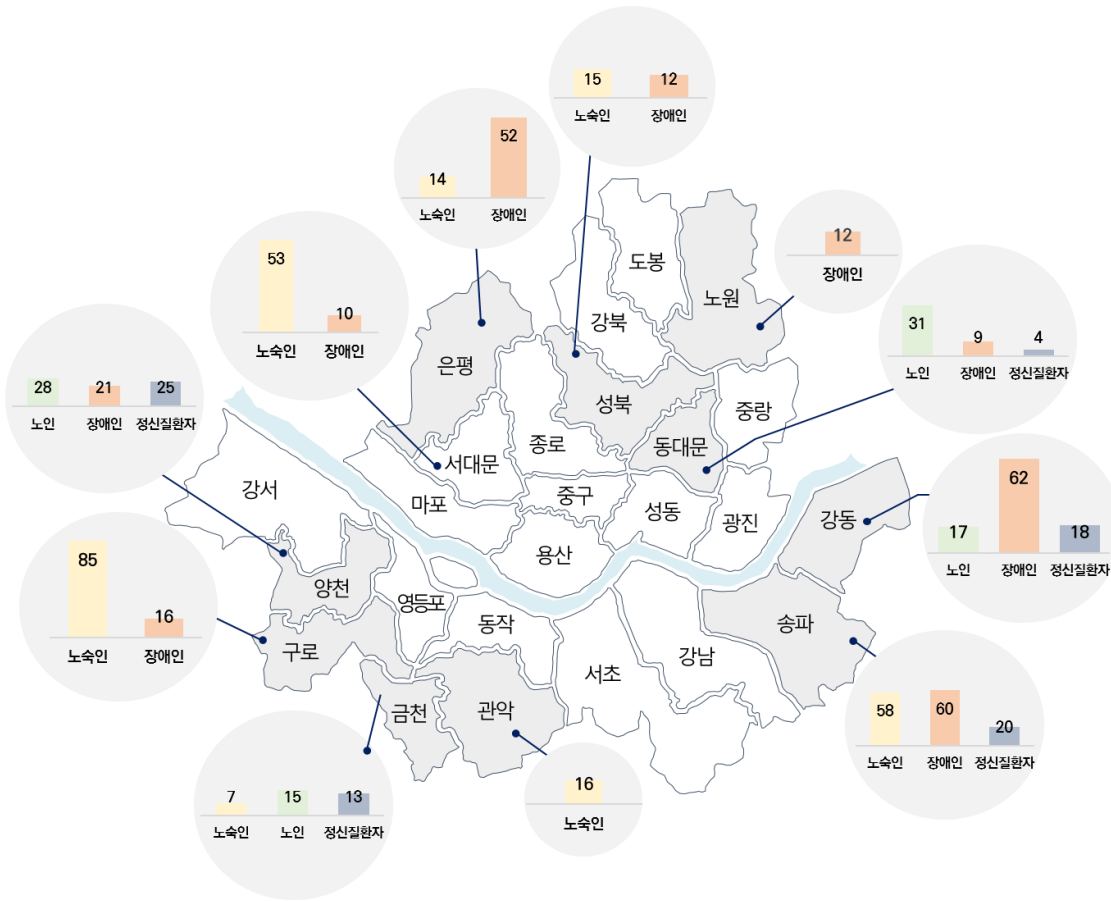 15 12
노숙인 장애인
14 52
노숙인 장애인
53 10
노숙인 장애인
12
장애인
31 9 4
노인 장애인 정신질환자
28 21 25
노인 장애인 정신질환자
17 62 18
노인 장애인 정신질환자
85 16
노숙인 장애인
58 60 20
노숙인 장애인 정신질환자
7 15 13
노숙인 노인 정신질환자
16
노숙인
도봉
노원
강북
은평
성북
중랑
종로
동대문
서대문
강서
마포
중구
성동
광진
강동
용산
양천
영등포
동작
송파
구로
강남
서초
금천
관악